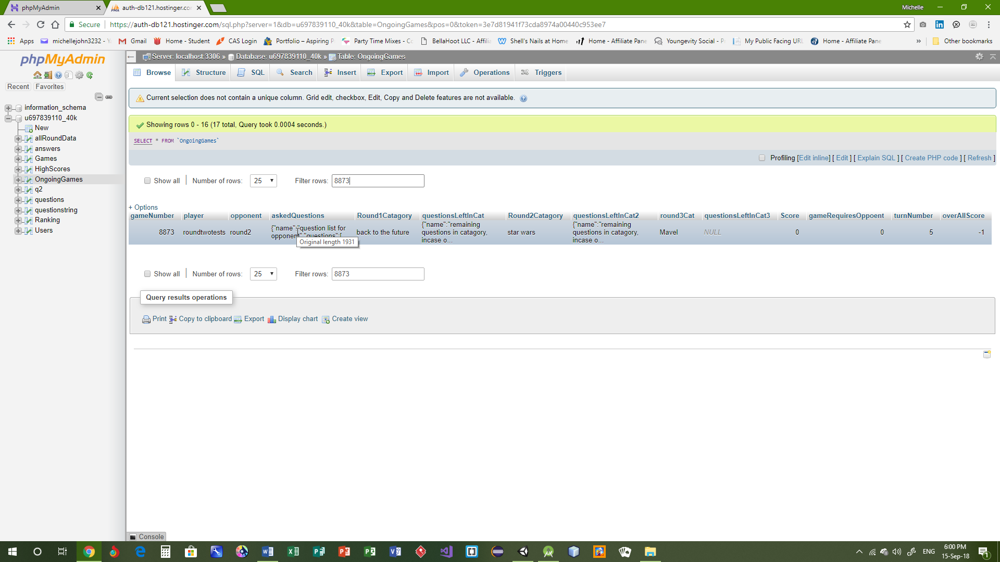 phpMyAdmin
auth-db121.hostinger.co
Michelle
Secure
https://auth-db121.hostinger.com/sql.php?server=1&db=u697839110_40k&table=OngoingGames&pos=0&token=3e7d81941f73cda8974a00440c953ee7
Apps
michellejohn3232 - Y
Gmail
Home - Student
CAS Login
Portfolio – Aspiring P
Party Time Mixes - Co
BellaHoot LLC - Affilia
Shell's Nails at Home
Home - Affiliate Pane
Youngevity Social - P
My Public Facing URL
Home - Affiliate Pane
»
Other bookmarks
phpMyAdmin
Recent
Favorites
information_schema
u697839110_40k
New
allRoundData
answers
Games
HighScores
OngoingGames
q2
questions
questionstring
Ranking
Users
Server: localhost:3306 » Database: u697839110_40k » Table: OngoingGames
Browse
Structure
SQL
Search
Insert
Export
Import
Operations
Triggers
Current selection does not contain a unique column. Grid edit, checkbox, Edit, Copy and Delete features are not available.
Showing rows 0 - 16 (17 total, Query took 0.0004 seconds.)
SELECT * FROM `OngoingGames`
Profiling [Edit inline] [ Edit ] [ Explain SQL ] [ Create PHP code ] [ Refresh ]
Show all
Number of rows: 25
Filter rows: 8873
+ Options
gameNumber player opponent askedQuestions Round1Catagory questionsLeftInCat Round2Catagory questionsLeftInCat2 round3Cat questionsLeftInCat3 Score gameRequiresOppoent turnNumber overAllScore
8873
roundtwotests
round2
{"name":"question list for
opponent","questions":[
back to the future
{"name":"remaining
questions in catagory,
incase o...
star wars
{"name":"remaining
questions in catagory,
incase o...
Mavel
NULL
0
0
5
-1
Original length 1931
Show all
Number of rows: 25
Filter rows: 8873
Query results operations
Print
Copy to clipboard
Export
Display chart
Create view
Console
ENG
6:00 PM
15-Sep-18
1